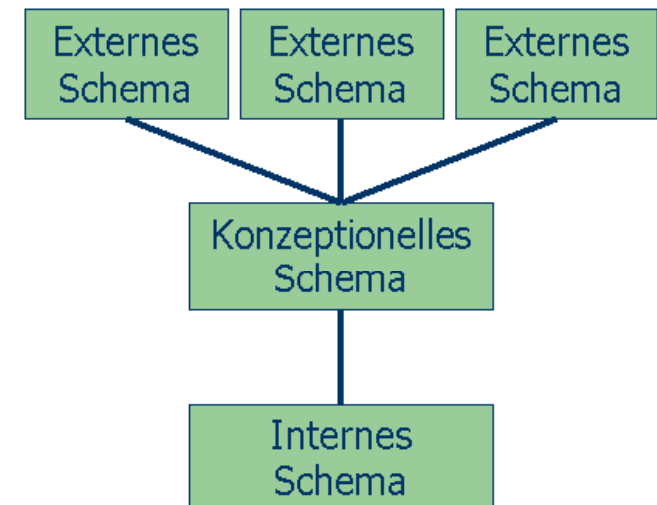 Externes
Schema
Externes
Schema
Externes
Schema
Konzeptionelles
Schema
Internes
Schema